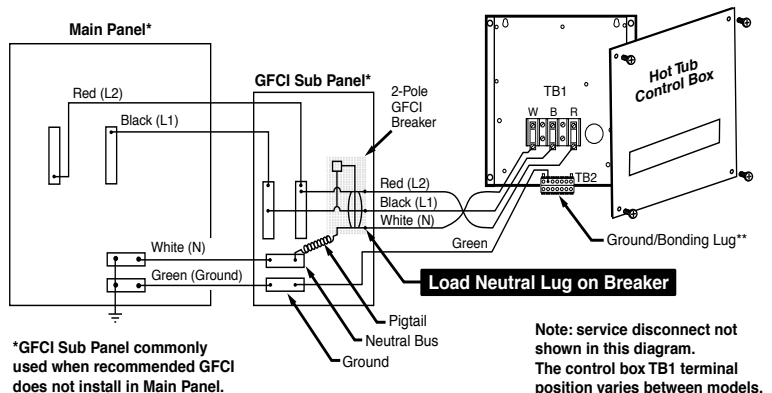 Main Panel*
Red (L2)
Black (L1)
White (N)
Green (Ground)
GFCI Sub Panel*
2-Pole
GFCI
Breaker
Red (L2)
Black (L1)
White (N)
Green
TB1
W B R
TB2
Hot Tub
Control Box
Ground/Bonding Lug**
Load Neutral Lug on Breaker
Pigtail
Neutral Bus
Ground
*GFCI Sub Panel commonly
used when recommended GFCI
does not install in Main Panel.
Note: service disconnect not
shown in this diagram.
The control box TB1 terminal
position varies between models.